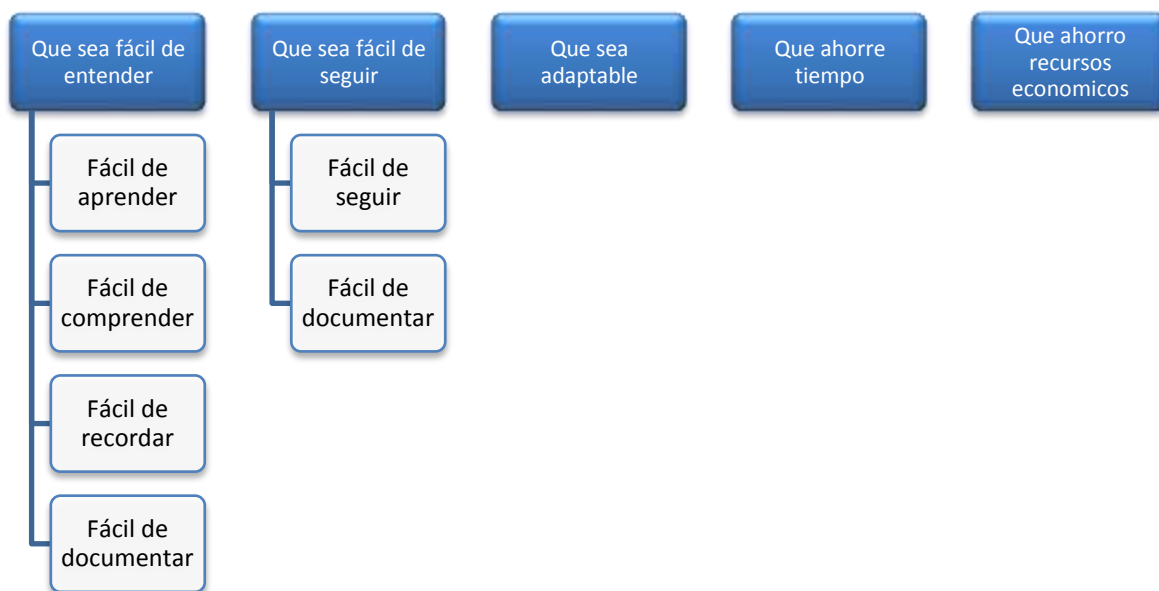 Que sea fácil de
entender
Fácil de
aprender
Fácil de
comprender
Fácil de
recordar
Fácil de
documentar
Que sea fácil de
seguir
Fácil de
seguir
Fácil de
documentar
Que sea
adaptable
Que ahorre
tiempo
Que ahorro
recursos
economicos